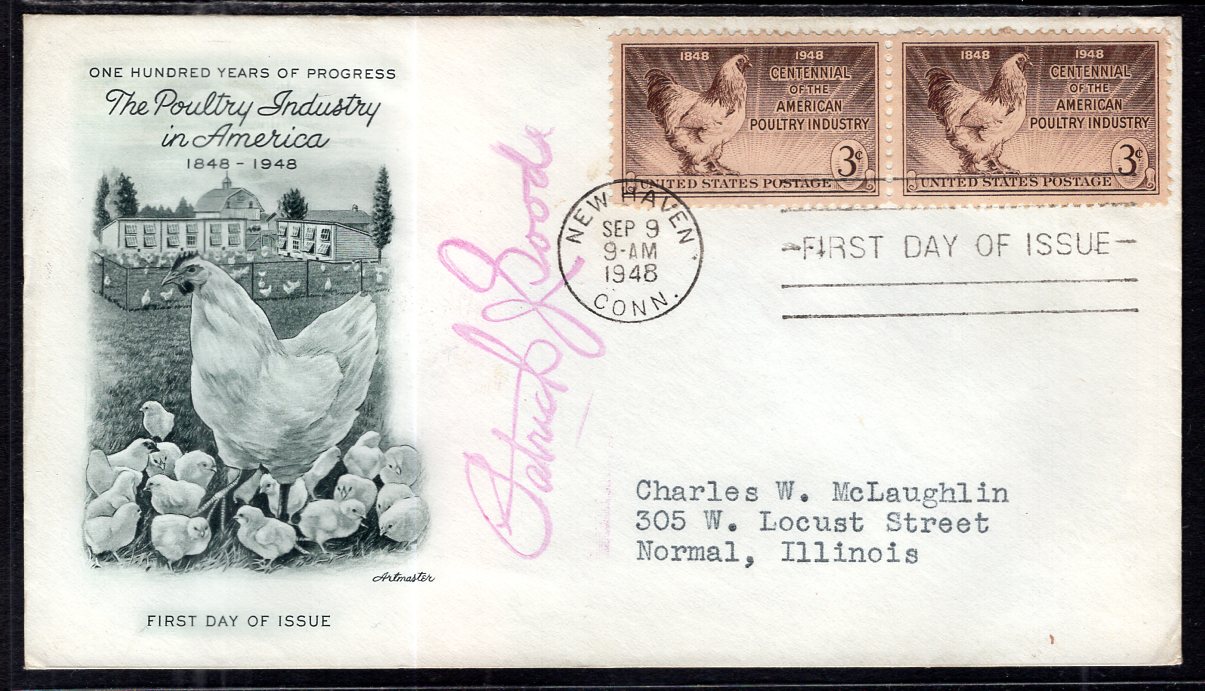 ONE HUNDRED YEARS OF PROGRESS
The Poultry Industry
in America
1848 - 1948
Artmaster
FIRST DAY OF ISSUE
Patrick J. Goode
1848 1948
CENTENNIAL
OF THE
AMERICAN
POULTRY INDUSTRY
3¢
UNITED STATES POSTAGE
1848 1948
CENTENNIAL
OF THE
AMERICAN
POULTRY INDUSTRY
3¢
UNITED STATES POSTAGE
NEW HAVEN
SEP 9
9-AM
1948
CONN.
FIRST DAY OF ISSUE
Charles W. McLaughlin
305 W. Locust Street
Normal, Illinois